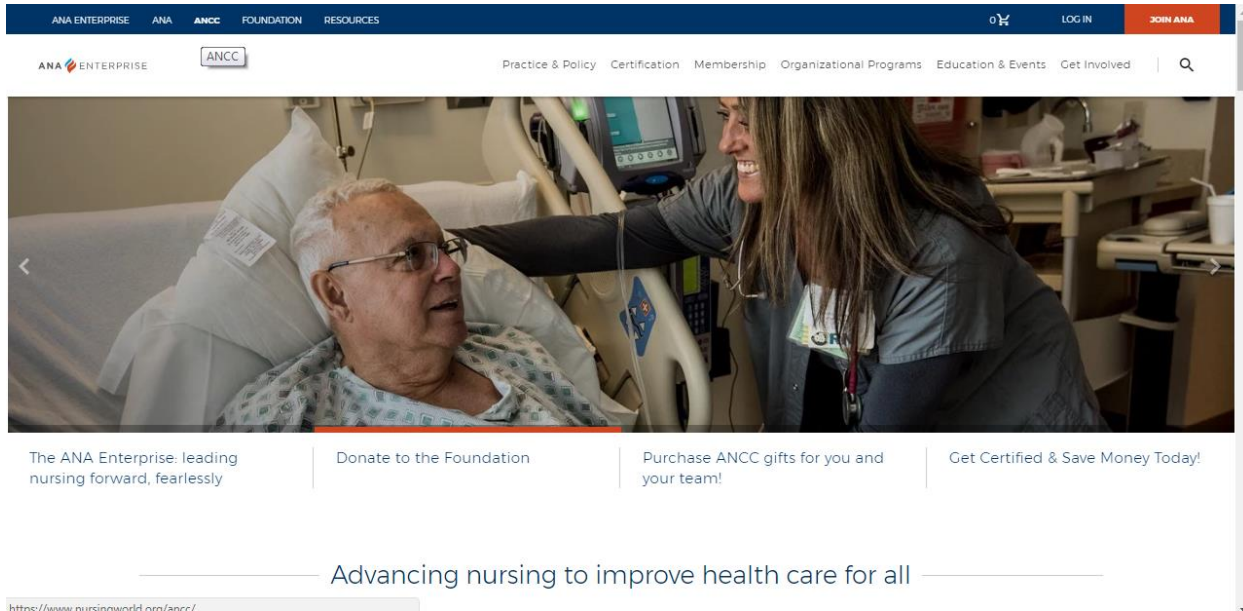 ANA ENTERPRISE ANA ANCC FOUNDATION RESOURCES 0 LOG IN JOIN ANA
ANCC
ANA ENTERPRISE Practice & Policy Certification Membership Organizational Programs Education & Events Get Involved
RN
The ANA Enterprise: leading
nursing forward, fearlessly
Donate to the Foundation
Purchase ANCC gifts for you and
your team!
Get Certified & Save Money Today!
Advancing nursing to improve health care for all
https://www.nursingworld.org/ancc/